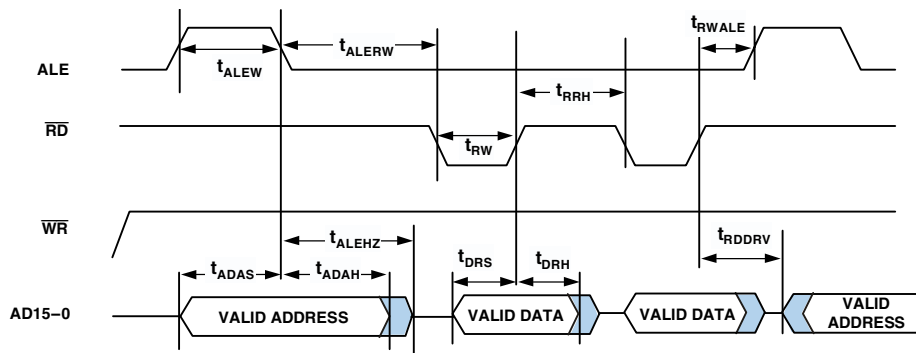 ALE
tALEW
tALERW
tRWALE
RD
tRW
tRRH
WR
tALEHZ
tRDDRV
tADAS
tADAH
tDRS
tDRH
AD15–0
VALID ADDRESS
VALID DATA
VALID DATA
VALID
ADDRESS